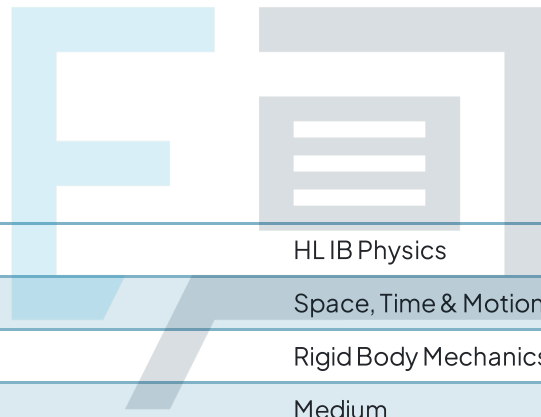 HL IB Physics
Space, Time & Motion
Rigid Body Mechanics
Medium